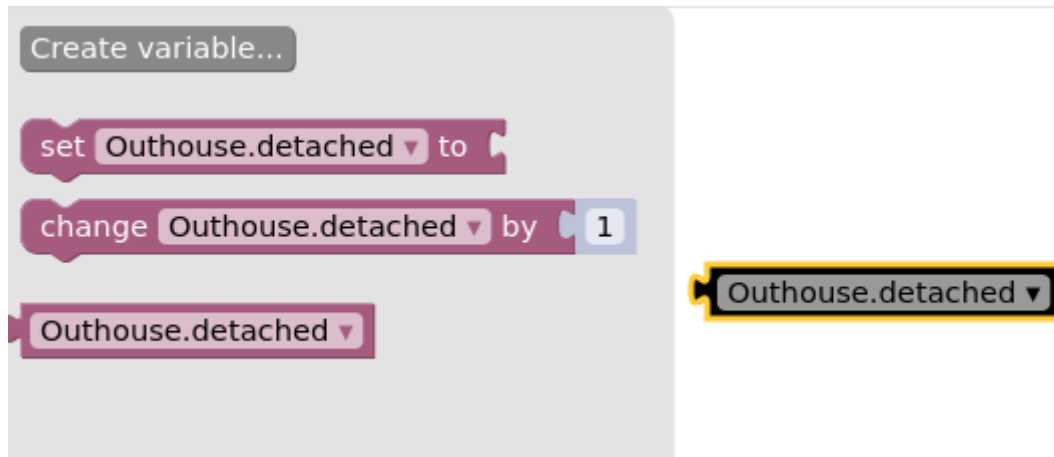 Create variable...
set Outhouse.detached ▾ to
change Outhouse.detached ▾ by 1
Outhouse.detached ▾
Outhouse.detached ▾